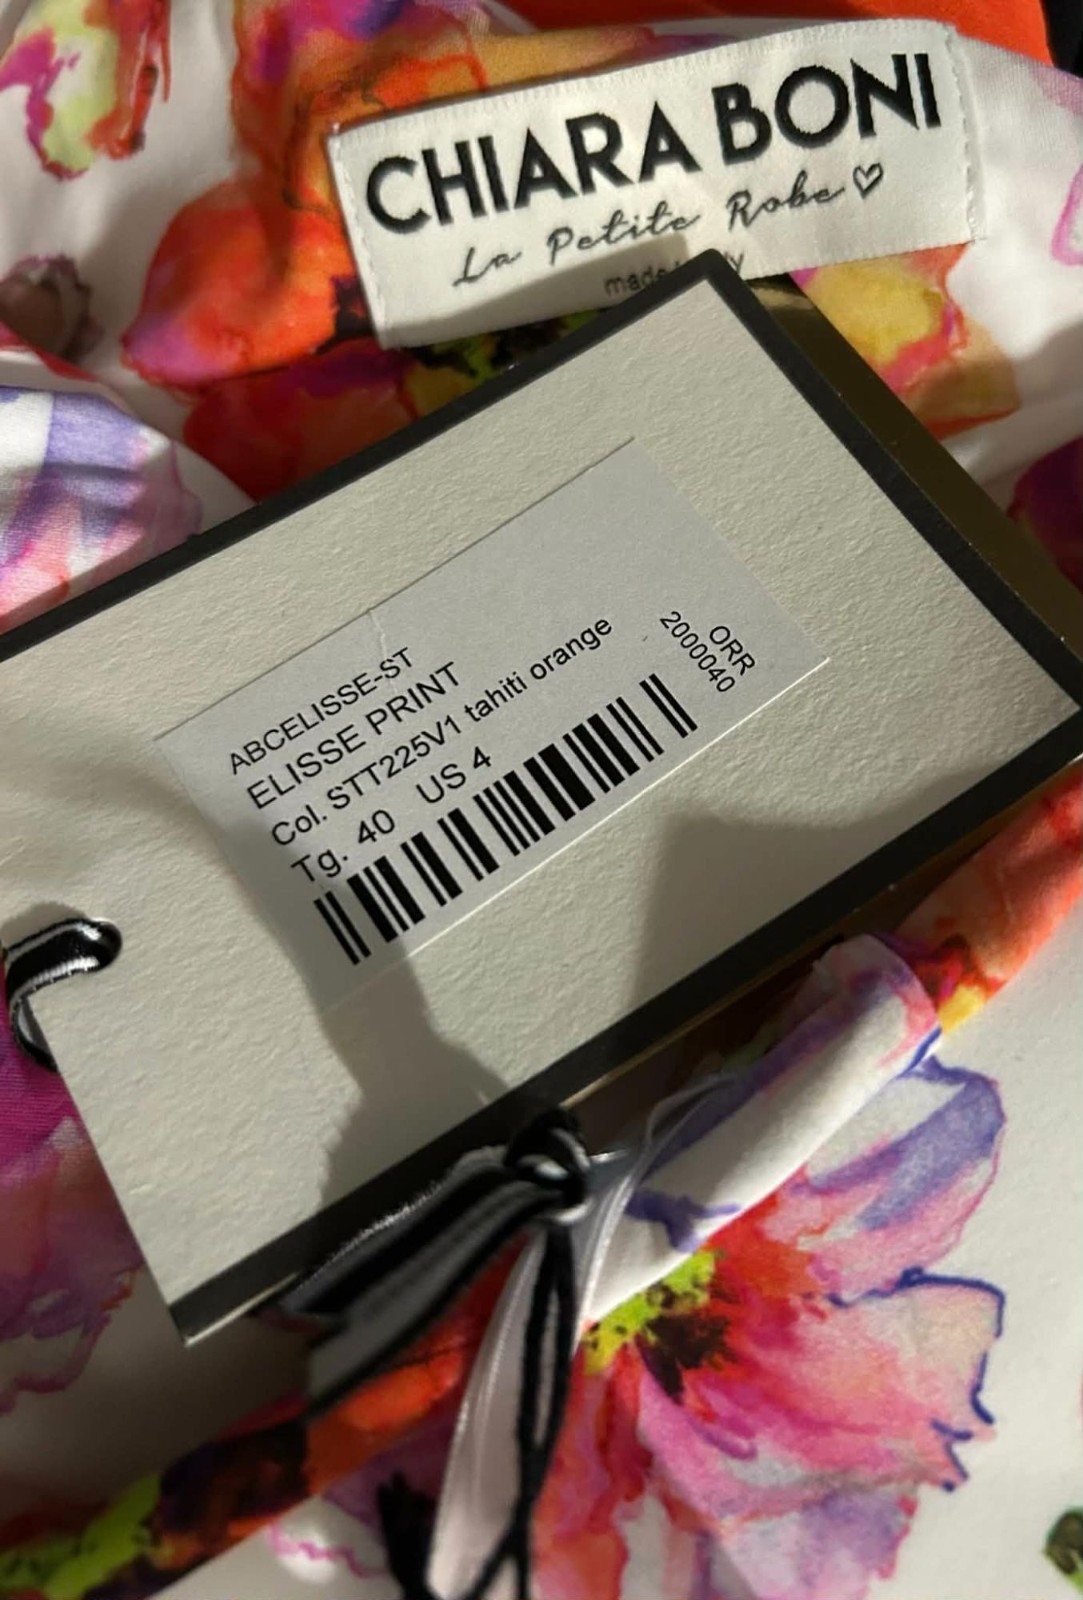 CHIARA BONI
La Petite Robe
ABCELISSE-ST
ELISSE PRINT
Col. STT225V1 tahiti orange
Tg. 40 US 4
ORR
2000040